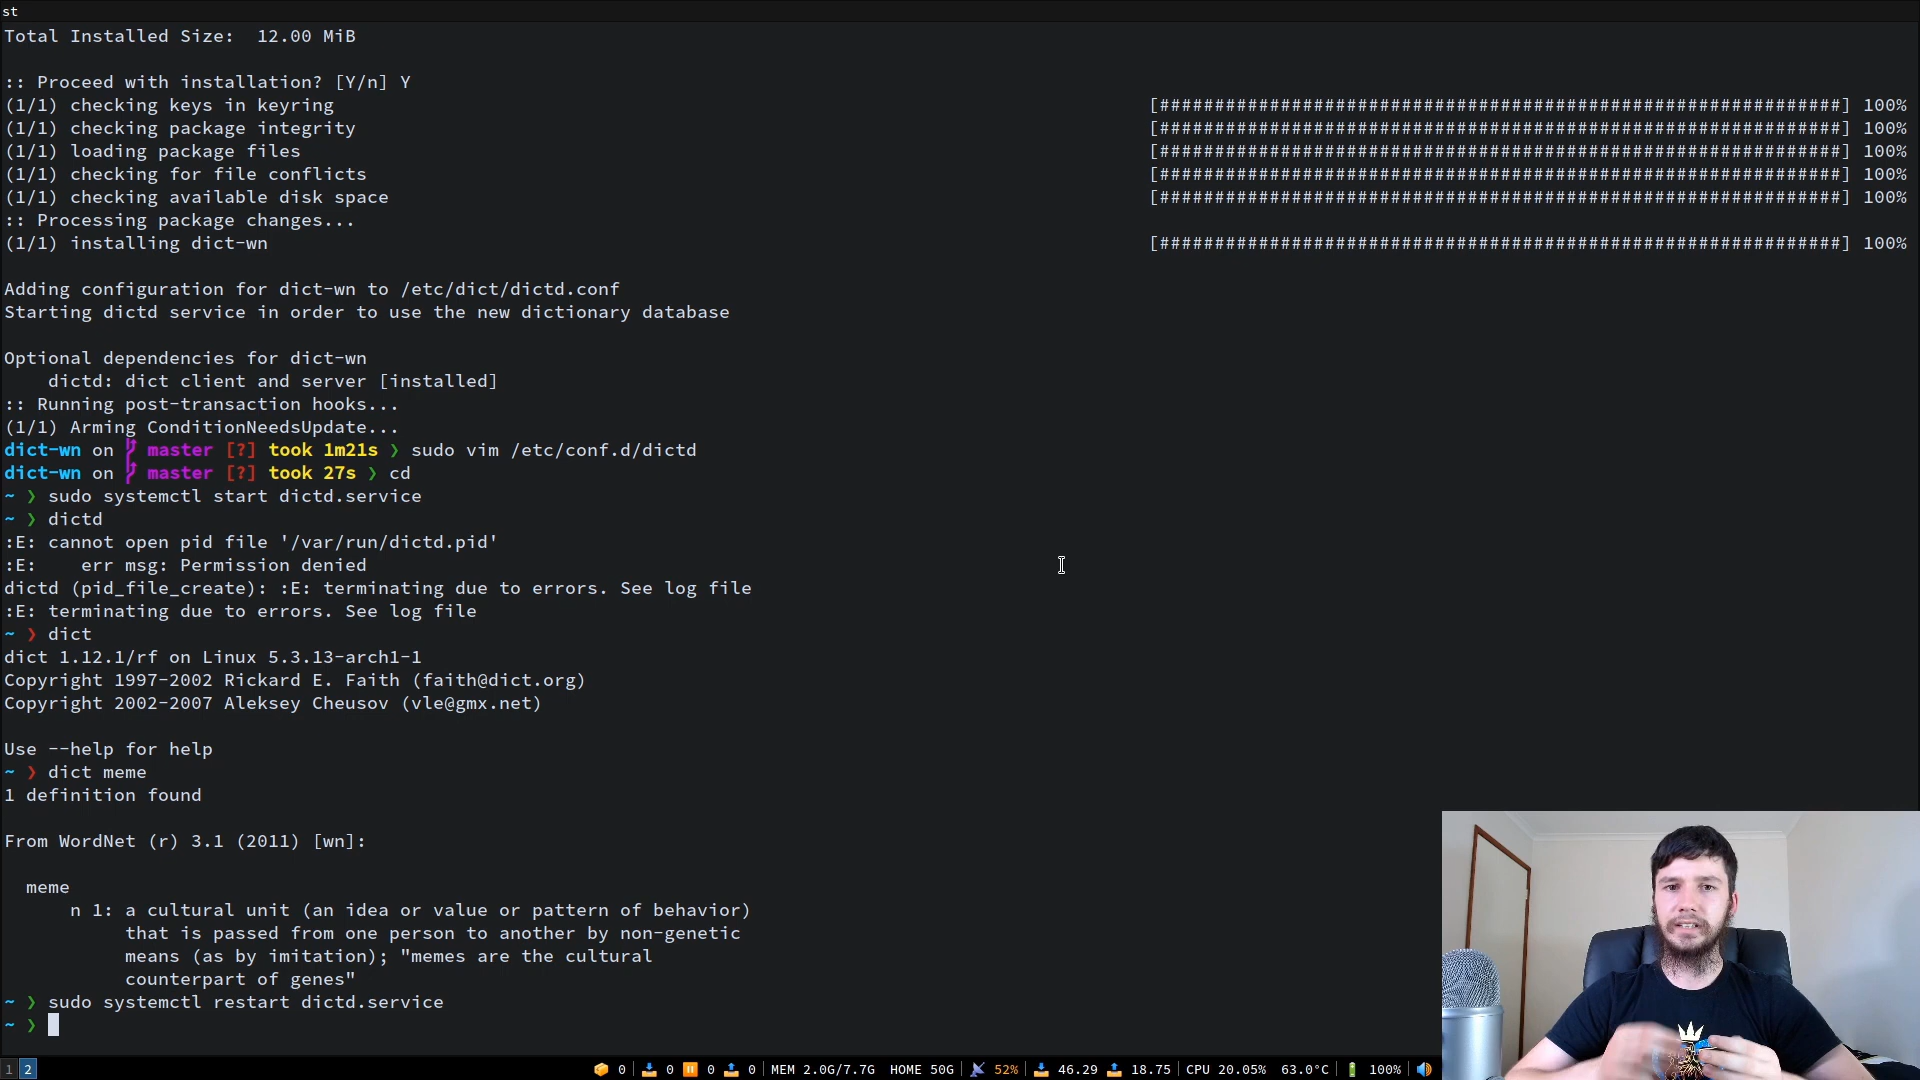 st
Total Installed Size:  12.00 MiB
:: Proceed with installation? [Y/n] Y
(1/1) checking keys in keyring [##############################################################] 100%
(1/1) checking package integrity [##############################################################] 100%
(1/1) loading package files [##############################################################] 100%
(1/1) checking for file conflicts [##############################################################] 100%
(1/1) checking available disk space [##############################################################] 100%
:: Processing package changes...
(1/1) installing dict-wn [##############################################################] 100%
Adding configuration for dict-wn to /etc/dict/dictd.conf
Starting dictd service in order to use the new dictionary database
Optional dependencies for dict-wn
    dictd: dict client and server [installed]
:: Running post-transaction hooks...
(1/1) Arming ConditionNeedsUpdate...
dict-wn on master [?] took 1m21s ❯ sudo vim /etc/conf.d/dictd
dict-wn on master [?] took 27s ❯ cd
~ ❯ sudo systemctl start dictd.service
~ ❯ dictd
:E: cannot open pid file '/var/run/dictd.pid'
:E:    err msg: Permission denied
dictd (pid_file_create): :E: terminating due to errors. See log file
:E: terminating due to errors. See log file
~ ❯ dict
dict 1.12.1/rf on Linux 5.3.13-arch1-1
Copyright 1997-2002 Rickard E. Faith (faith@dict.org)
Copyright 2002-2007 Aleksey Cheusov (vle@gmx.net)
Use --help for help
~ ❯ dict meme
1 definition found
From WordNet (r) 3.1 (2011) [wn]:
  meme
      n 1: a cultural unit (an idea or value or pattern of behavior)
           that is passed from one person to another by non-genetic
           means (as by imitation); "memes are the cultural
           counterpart of genes"
~ ❯ sudo systemctl restart dictd.service
~ ❯
1 2 0 0 0 0 MEM 2.0G/7.7G HOME 50G 52% 46.29 18.75 CPU 20.05% 63.0°C 100%